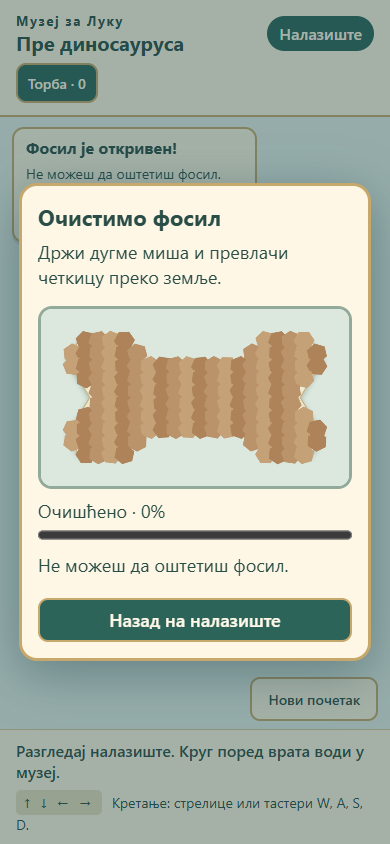 Музеј за Луку
Пре диносауруса
Налазиште
Торба · 0
Фосил је откривен!
Не можеш да оштетиш фосил.
Очистимо фосил
Држи дугме миша и превлачи
четкицу преко земље.
Очишћено · 0%
Не можеш да оштетиш фосил.
Назад на налазиште
Нови почетак
Разгледај налазиште. Круг поред врата води у
музеј.
↑ ↓ ← → Кретање: стрелице или тастери W, A, S,
D.